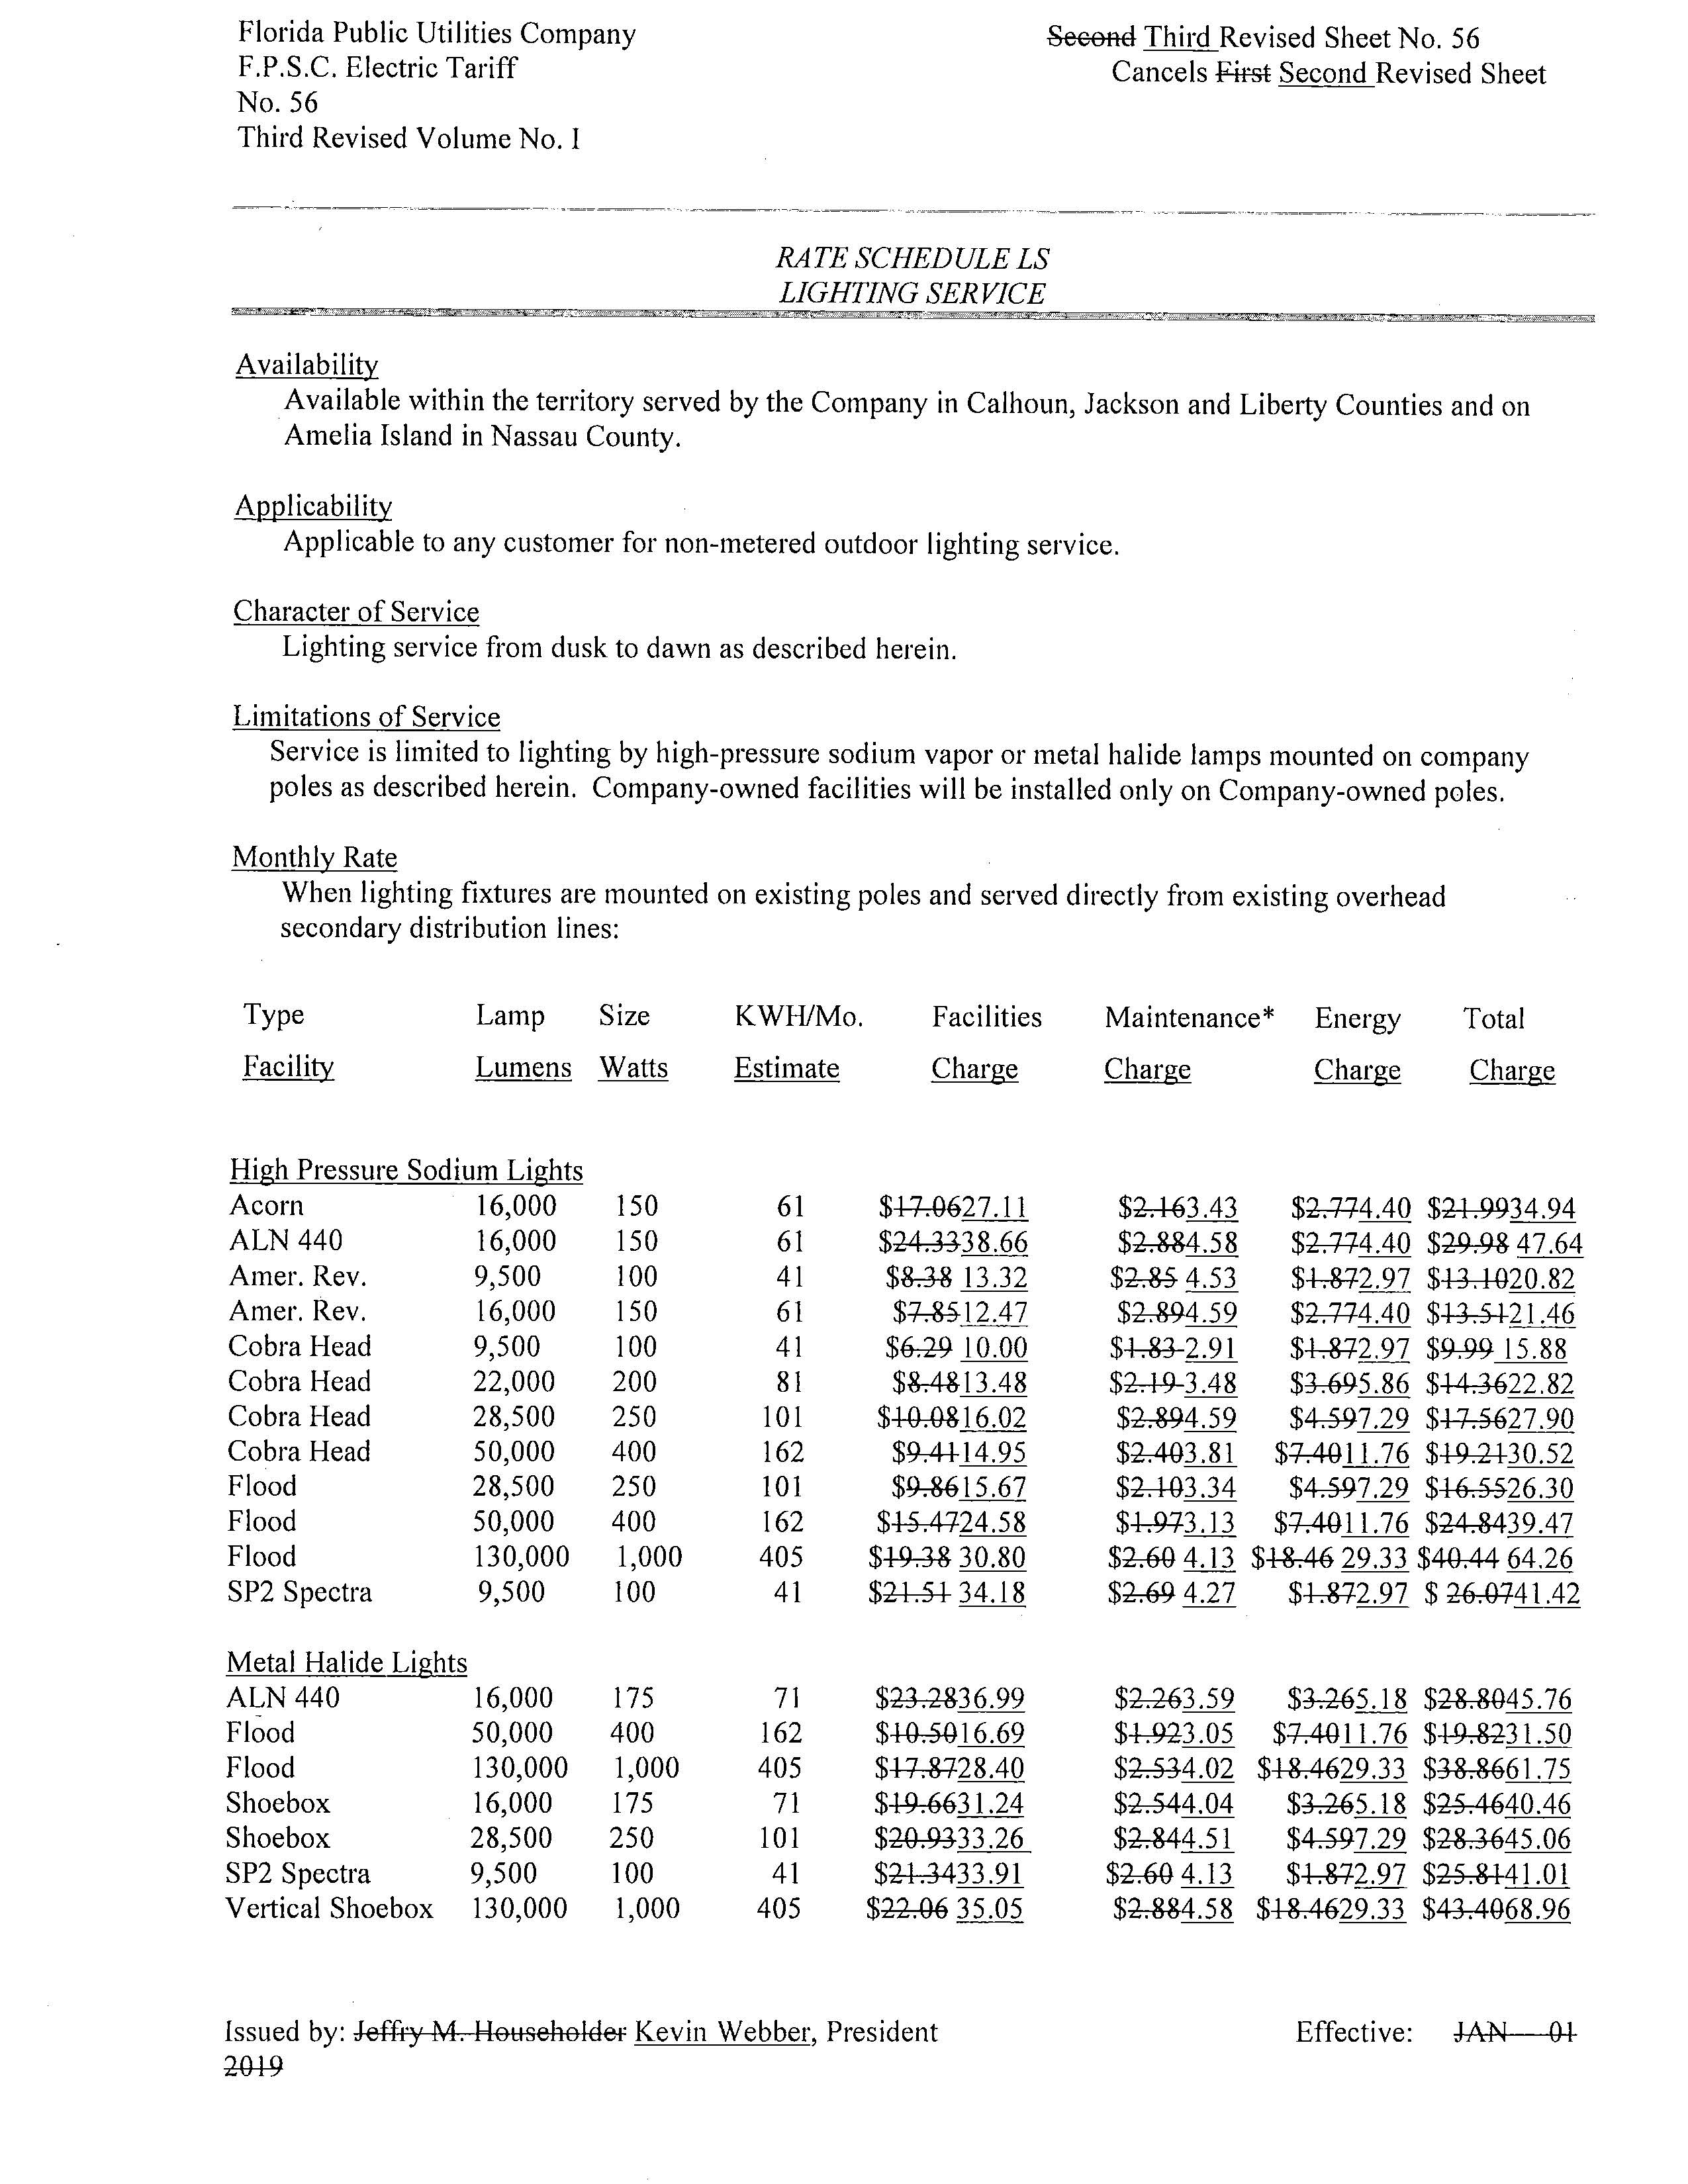 Florida Public Utilities Company
Second Third Revised Sheet No. 56
F.P.S.C. Electric Tariff
Cancels First Second Revised Sheet
No. 56
Third Revised Volume No. I
RATE SCHEDULE LS
LIGHTING SERVICE
Availability
Available within the territory served by the Company in Calhoun, Jackson and Liberty Counties and on
Amelia Island in Nassau County.
Applicability
Applicable to any customer for non-metered outdoor lighting service.
Character of Service
Lighting service from dusk to dawn as described herein.
Limitations of Service
Service is limited to lighting by high-pressure sodium vapor or metal halide lamps mounted on company
poles as described herein. Company-owned facilities will be installed only on Company-owned poles.
Monthly Rate
When lighting fixtures are mounted on existing poles and served directly from existing overhead
secondary distribution lines:
Type Lamp Size KWH/Mo. Facilities Maintenance* Energy Total
Facility Lumens Watts Estimate Charge Charge Charge Charge
High Pressure Sodium Lights
Acorn 16,000 150 61 $17.0627.11 $2.163.43 $2.774.40 $21.9934.94
ALN 440 16,000 150 61 $24.3338.66 $2.884.58 $2.774.40 $29.98 47.64
Amer. Rev. 9,500 100 41 $8.38 13.32 $2.85 4.53 $1.872.97 $13.1020.82
Amer. Rev. 16,000 150 61 $7.8512.47 $2.894.59 $2.774.40 $13.5121.46
Cobra Head 9,500 100 41 $6.29 10.00 $1.83 2.91 $1.872.97 $9.99 15.88
Cobra Head 22,000 200 81 $8.4813.48 $2.19 3.48 $3.695.86 $14.3622.82
Cobra Head 28,500 250 101 $10.0816.02 $2.894.59 $4.597.29 $17.5627.90
Cobra Head 50,000 400 162 $9.4114.95 $2.403.81 $7.4011.76 $19.2130.52
Flood 28,500 250 101 $9.8615.67 $2.103.34 $4.597.29 $16.5526.30
Flood 50,000 400 162 $15.4724.58 $1.973.13 $7.4011.76 $24.8439.47
Flood 130,000 1,000 405 $19.38 30.80 $2.60 4.13 $18.46 29.33 $40.44 64.26
SP2 Spectra 9,500 100 41 $21.51 34.18 $2.69 4.27 $1.872.97 $ 26.0741.42
Metal Halide Lights
ALN 440 16,000 175 71 $23.2836.99 $2.263.59 $3.265.18 $28.8045.76
Flood 50,000 400 162 $10.5016.69 $1.923.05 $7.4011.76 $19.8231.50
Flood 130,000 1,000 405 $17.8728.40 $2.534.02 $18.4629.33 $38.8661.75
Shoebox 16,000 175 71 $19.6631.24 $2.544.04 $3.265.18 $25.4640.46
Shoebox 28,500 250 101 $20.9333.26 $2.844.51 $4.597.29 $28.3645.06
SP2 Spectra 9,500 100 41 $21.3433.91 $2.60 4.13 $1.872.97 $25.8141.01
Vertical Shoebox 130,000 1,000 405 $22.06 35.05 $2.884.58 $18.4629.33 $43.4068.96
Issued by: Jeffry M. Householder Kevin Webber, President Effective: JAN 01
2019